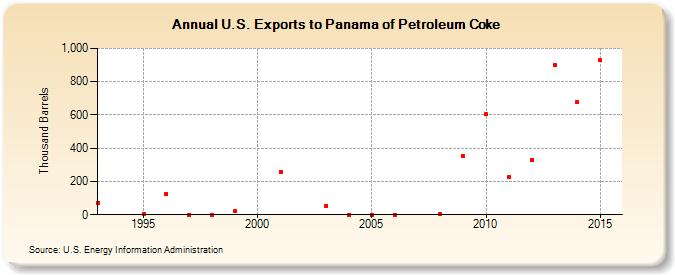 Annual U.S. Exports to Panama of Petroleum Coke
Thousand Barrels
1,000
800
600
400
200
0
1995 2000 2005 2010 2015
Source: U.S. Energy Information Administration